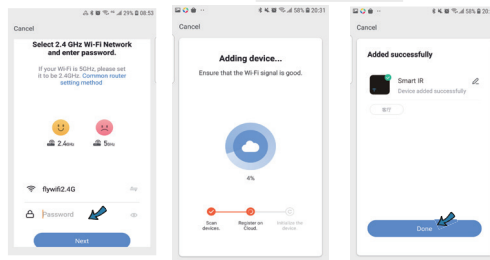 29% 08:53
Cancel
Select 2.4 GHz Wi-Fi Network
and enter password.
If your Wi-Fi is 5GHz, please set
it to be 2.4GHz. Common router
setting method
2.4GHz
5GHz
flywifi2.4G
Password
Next
58% 20:31
Cancel
Adding device...
Ensure that the Wi-Fi signal is good.
4%
Scan
devices.
Register on
Cloud.
Initialize the
device.
58% 20:
Cancel
Added successfully
Smart IR
Device added successfully
Done